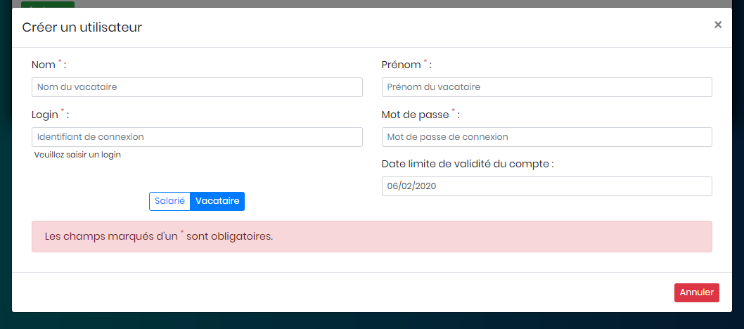 Créer un utilisateur ×
Nom * : Prénom * :
Nom du vacataire Prénom du vacataire
Login * : Mot de passe * :
Identifiant de connexion Mot de passe de connexion
Veuillez saisir un login
Date limite de validité du compte :
06/02/2020
Salarié Vacataire
Les champs marqués d'un * sont obligatoires.
Annuler